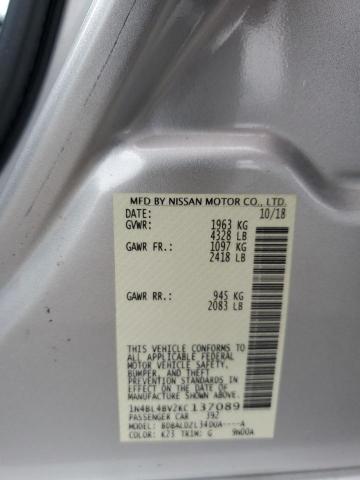 MFD BY NISSAN MOTOR CO., LTD.
DATE: 10/18
GVWR: 1963 KG
4328 LB
GAWR FR.: 1097 KG
2418 LB
GAWR RR.: 945 KG
2083 LB
THIS VEHICLE CONFORMS TO
ALL APPLICABLE FEDERAL
MOTOR VEHICLE SAFETY,
BUMPER, AND THEFT
PREVENTION STANDARDS IN
EFFECT ON THE DATE OF
MANUFACTURE SHOWN ABOVE.
1N4BL4BV2KC137089
PASSENGER CAR 392
MODEL: BDBALDZL34D0A----A
COLOR: K23 TRIM: G 9N00A